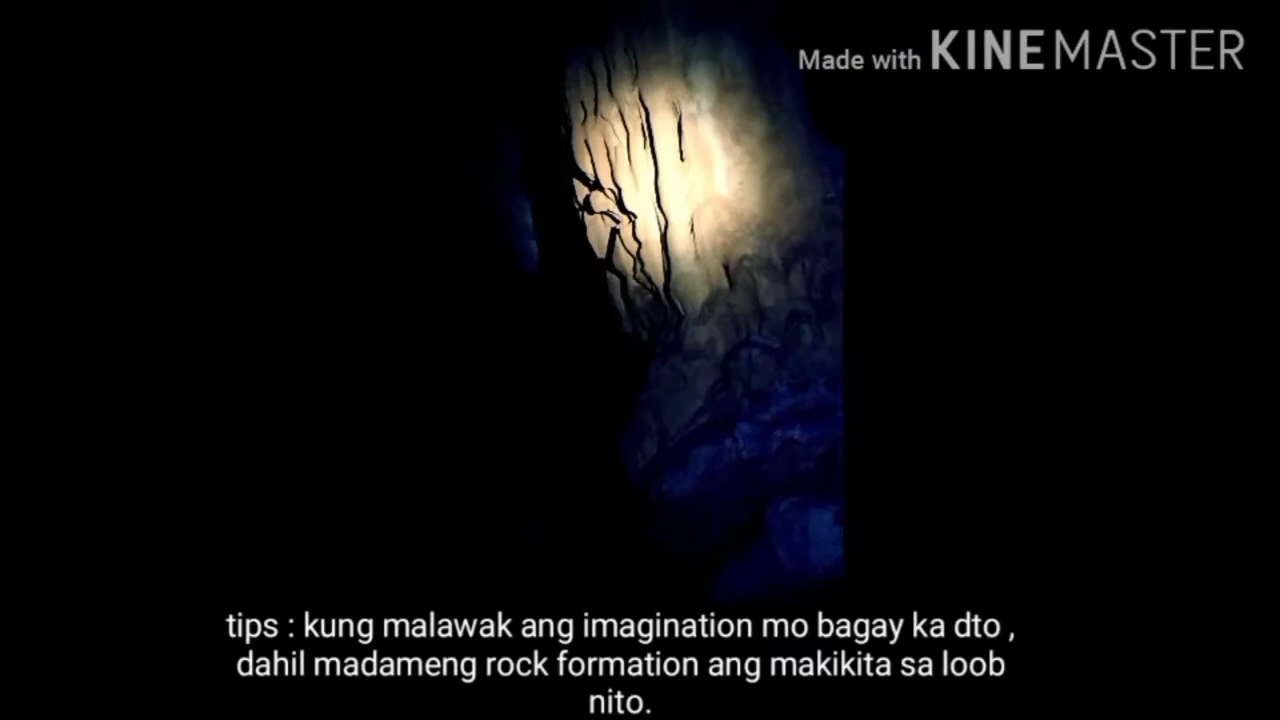 Made with KINEMASTER
tips : kung malawak ang imagination mo bagay ka dto ,
dahil madameng rock formation ang makikita sa loob
nito.